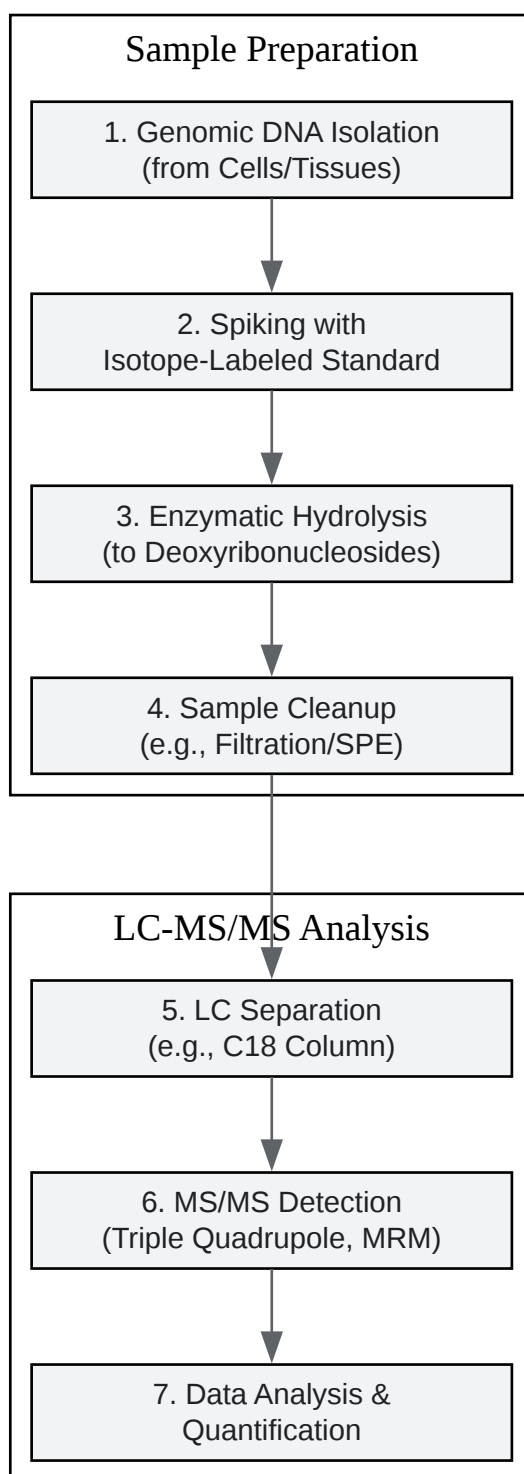 Sample Preparation
1. Genomic DNA Isolation
(from Cells/Tissues)
2. Spiking with
Isotope-Labeled Standard
3. Enzymatic Hydrolysis
(to Deoxyribonucleosides)
4. Sample Cleanup
(e.g., Filtration/SPE)
LC-MS/MS Analysis
5. LC Separation
(e.g., C18 Column)
6. MS/MS Detection
(Triple Quadrupole, MRM)
7. Data Analysis &
Quantification